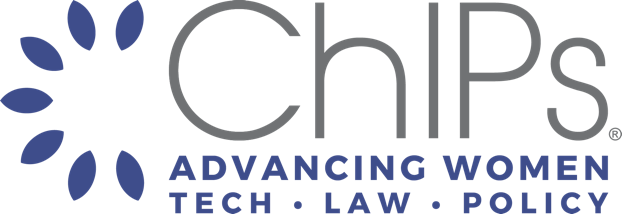 ChIPs®
ADVANCING WOMEN
TECH • LAW • POLICY